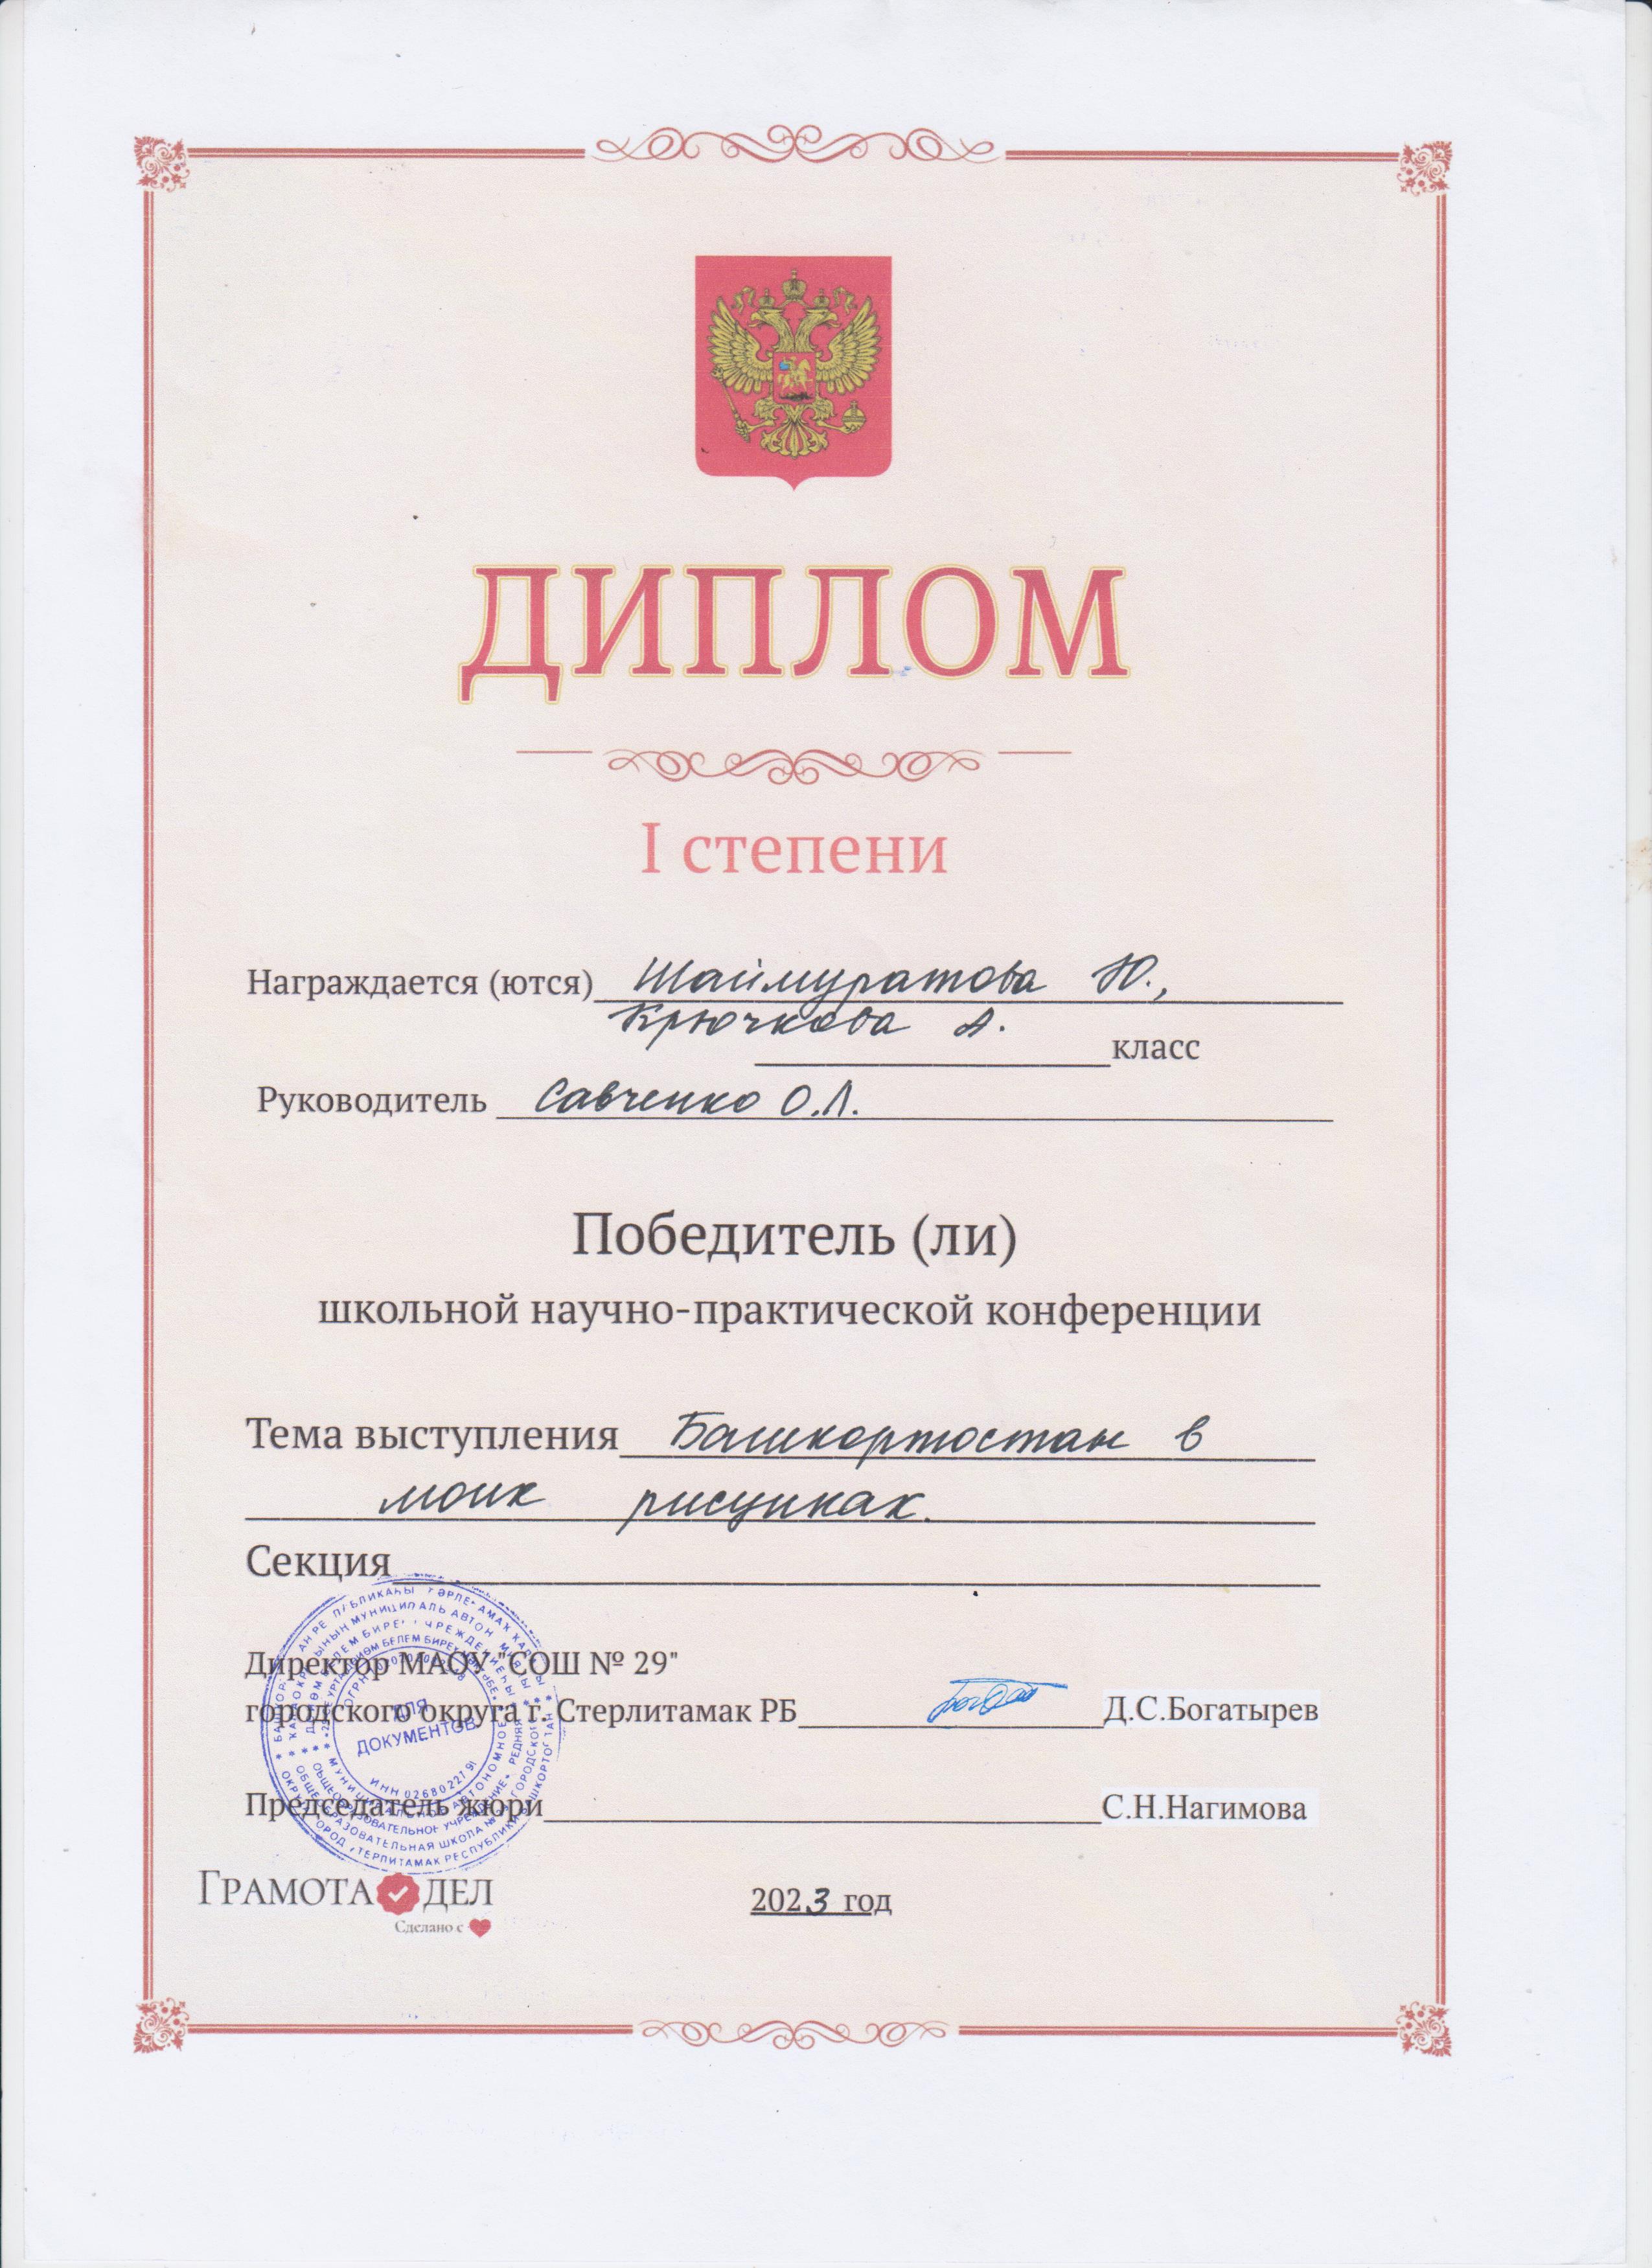 ДИПЛОМ
I степени
Награждается (ются) Шаймуратова Ю.,
Крючкова А.
класс
Руководитель Савченко О.Л.
Победитель (ли)
школьной научно-практической конференции
Тема выступления Башкортостан в
моих рисунках.
Секция
Директор МАОУ "СОШ № 29"
городского округа г. Стерлитамак РБ Д.С.Богатырев
Председатель жюри С.Н.Нагимова
ДЛЯ
ДОКУМЕНТОВ
ГРАМОТА ДЕЛ
Сделано с
2023 год